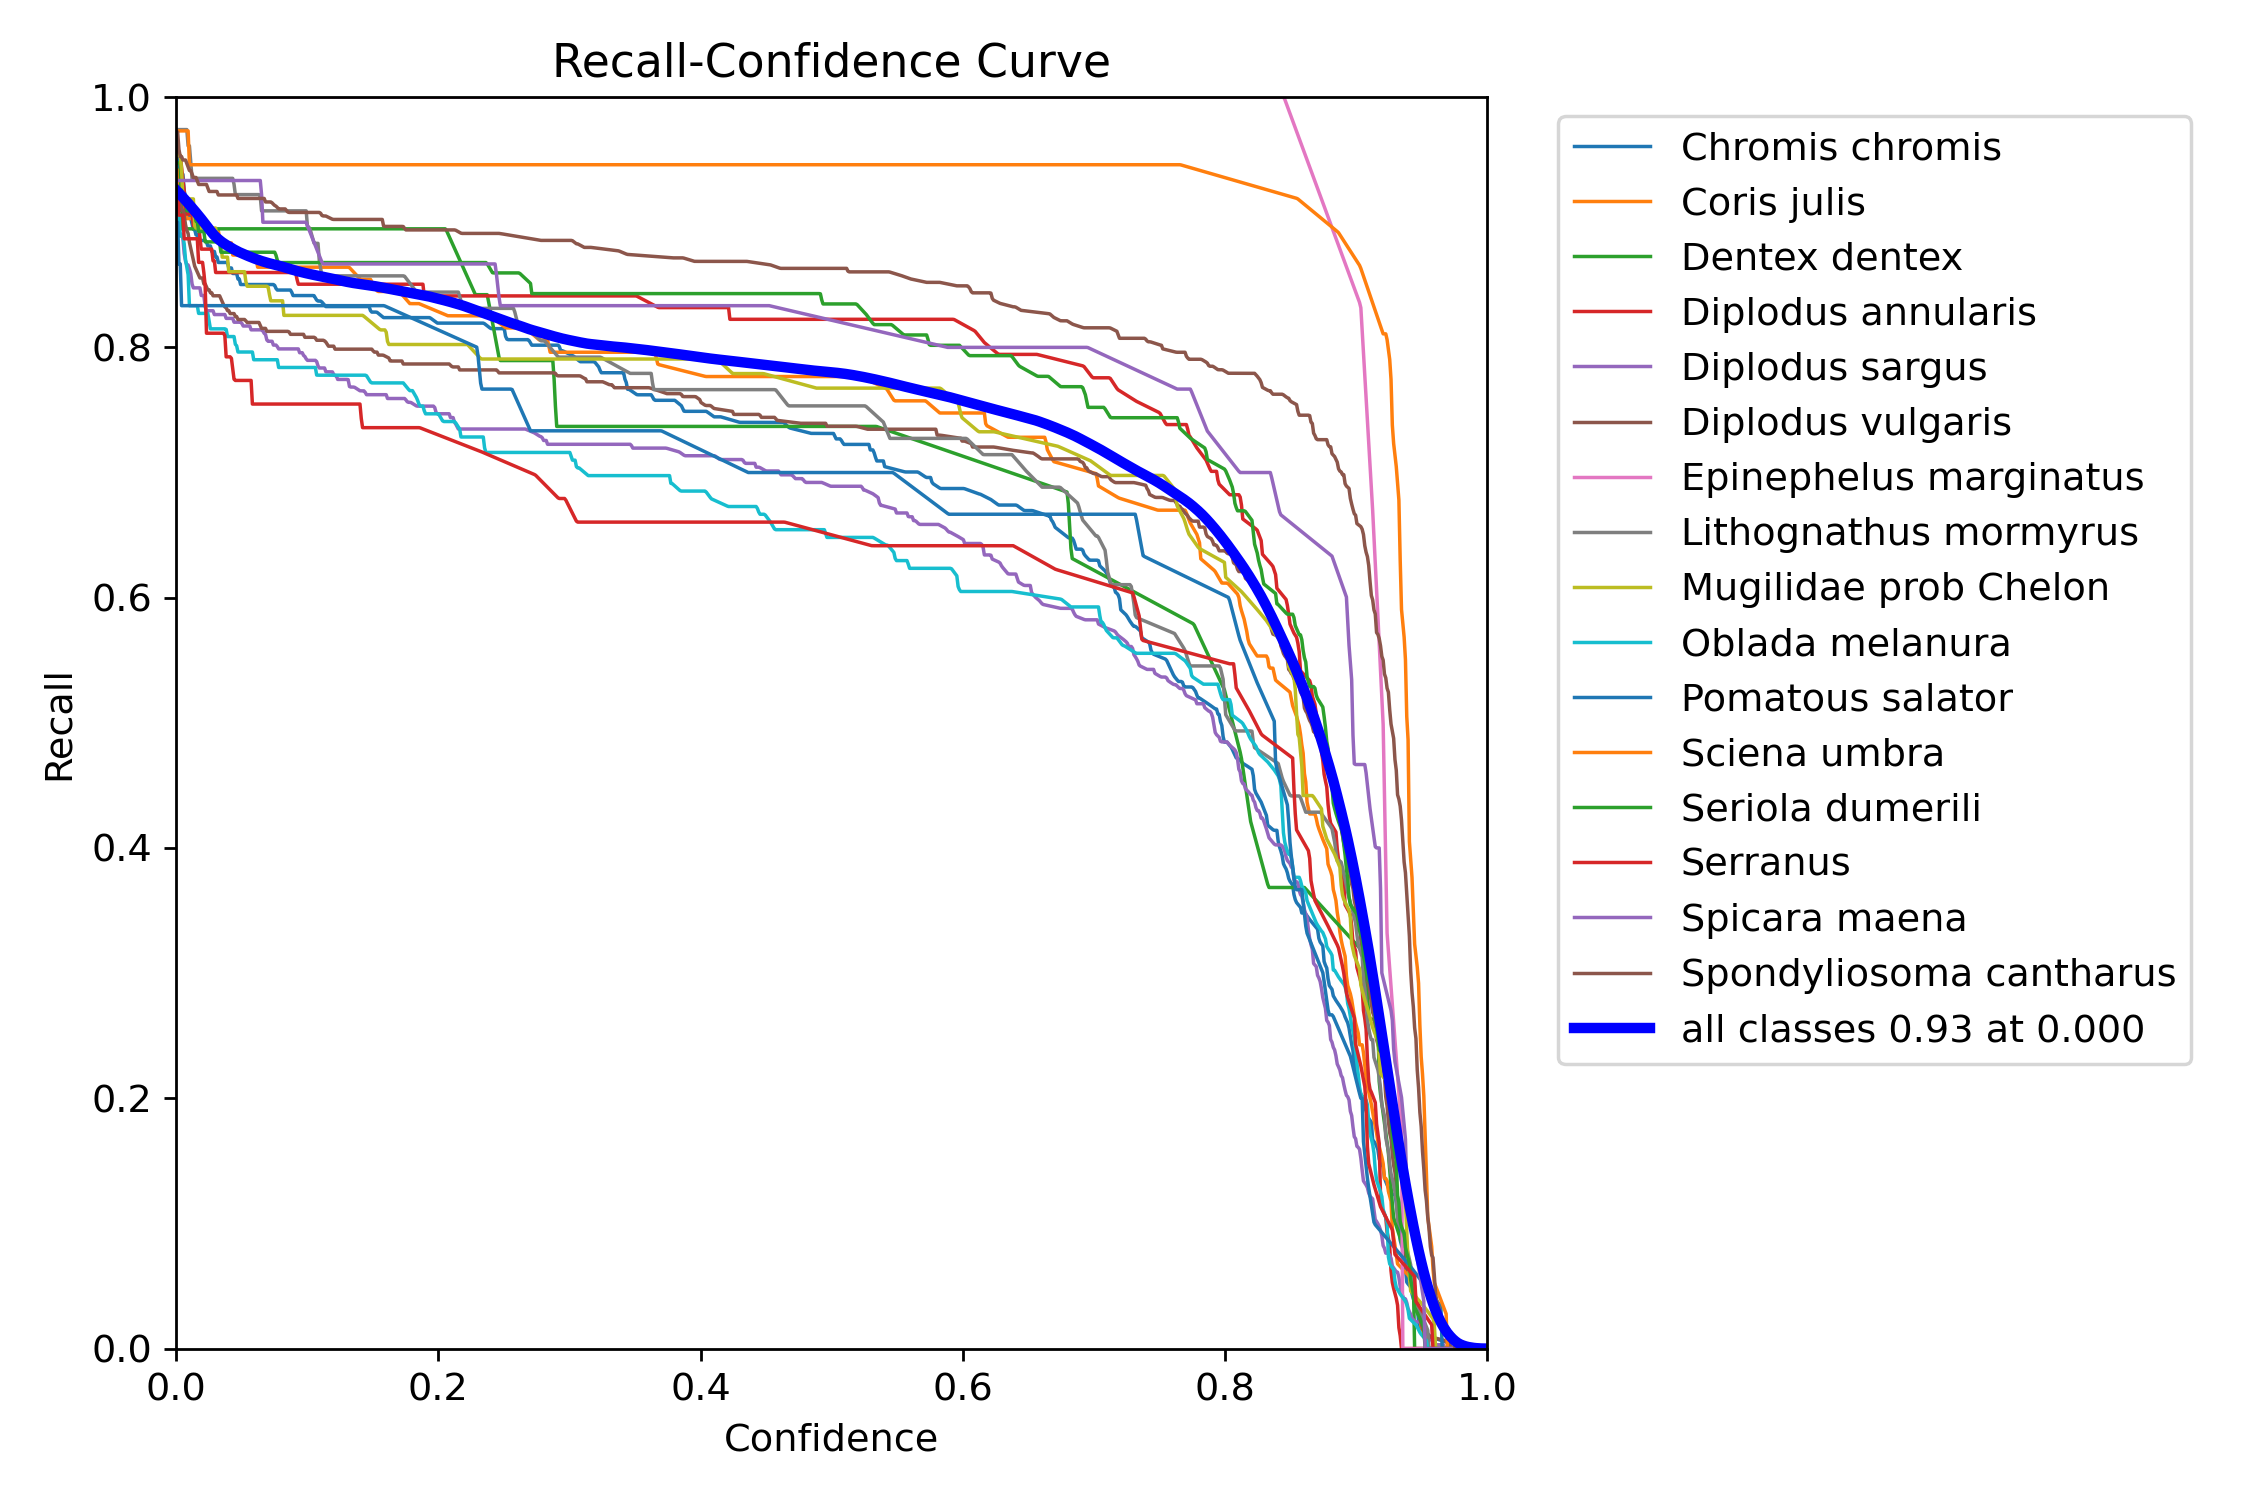 Recall-Confidence Curve
1.0
0.8
0.6
0.4
0.2
0.0
Recall
0.0 0.2 0.4 0.6 0.8 1.0
Confidence
Chromis chromis
Coris julis
Dentex dentex
Diplodus annularis
Diplodus sargus
Diplodus vulgaris
Epinephelus marginatus
Lithognathus mormyrus
Mugilidae prob Chelon
Oblada melanura
Pomatous salator
Sciena umbra
Seriola dumerili
Serranus
Spicara maena
Spondyliosoma cantharus
all classes 0.93 at 0.000